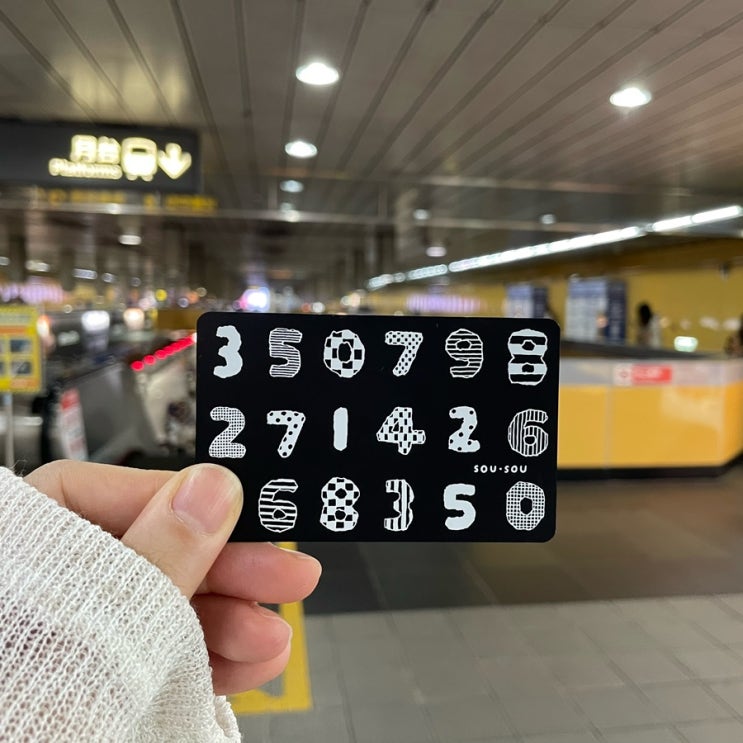 月台
Platforms
3 5 0 7 9 8
2 7 1 4 2 6
SOU・SOU
6 8 3 5 0